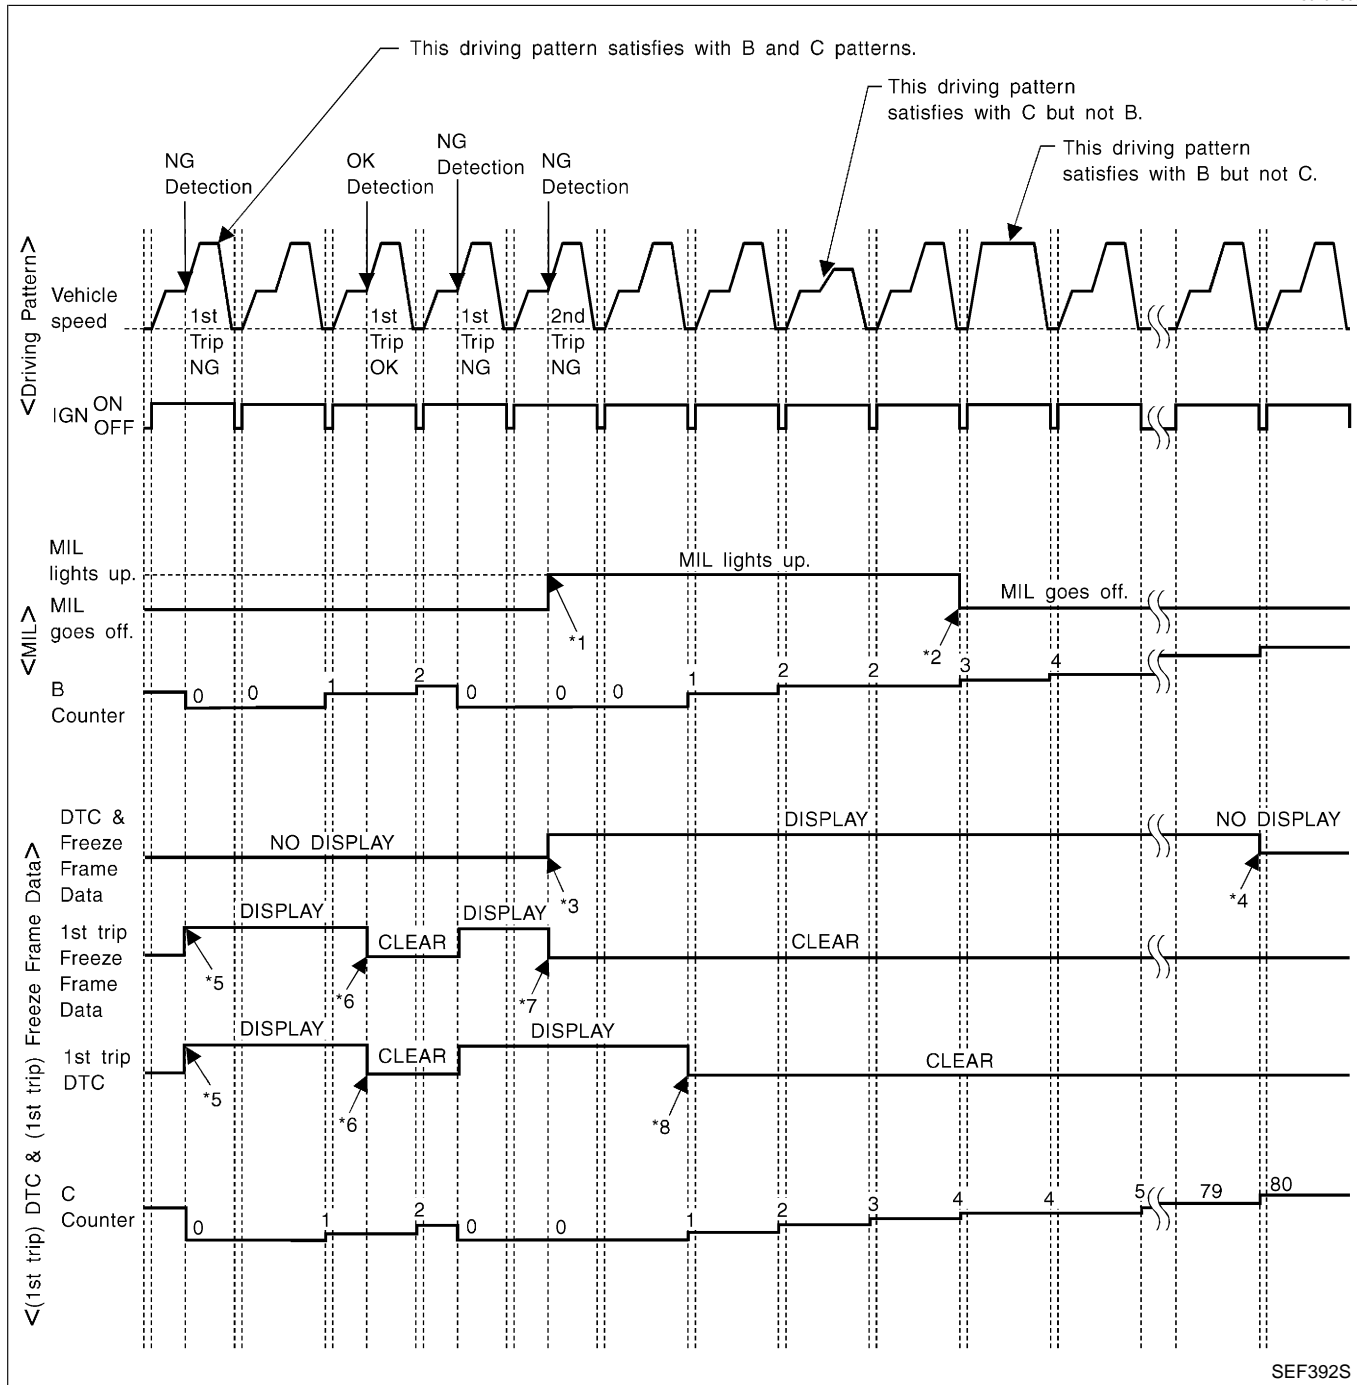 This driving pattern satisfies with B and C patterns.
This driving pattern
satisfies with C but not B.
This driving pattern
satisfies with B but not C.
NG
Detection
OK
Detection
NG
Detection
NG
Detection
<Driving Pattern>
Vehicle
speed
1st
Trip
NG
1st
Trip
OK
1st
Trip
NG
2nd
Trip
NG
IGN ON
OFF
<MIL>
MIL
lights up.
MIL
goes off.
MIL lights up.
MIL goes off.
*1
*2
B
Counter
0 0 1 2 0 0 0 1 2 2 3 4
<(1st trip) DTC & (1st trip) Freeze Frame Data>
DTC &
Freeze
Frame
Data
NO DISPLAY
DISPLAY
NO DISPLAY
*3
*4
1st trip
Freeze
Frame
Data
DISPLAY
CLEAR
DISPLAY
CLEAR
*5
*6
*7
1st trip
DTC
DISPLAY
CLEAR
DISPLAY
CLEAR
*5
*6
*8
C
Counter
0 1 2 0 0 1 2 3 4 4 5 79 80
SEF392S